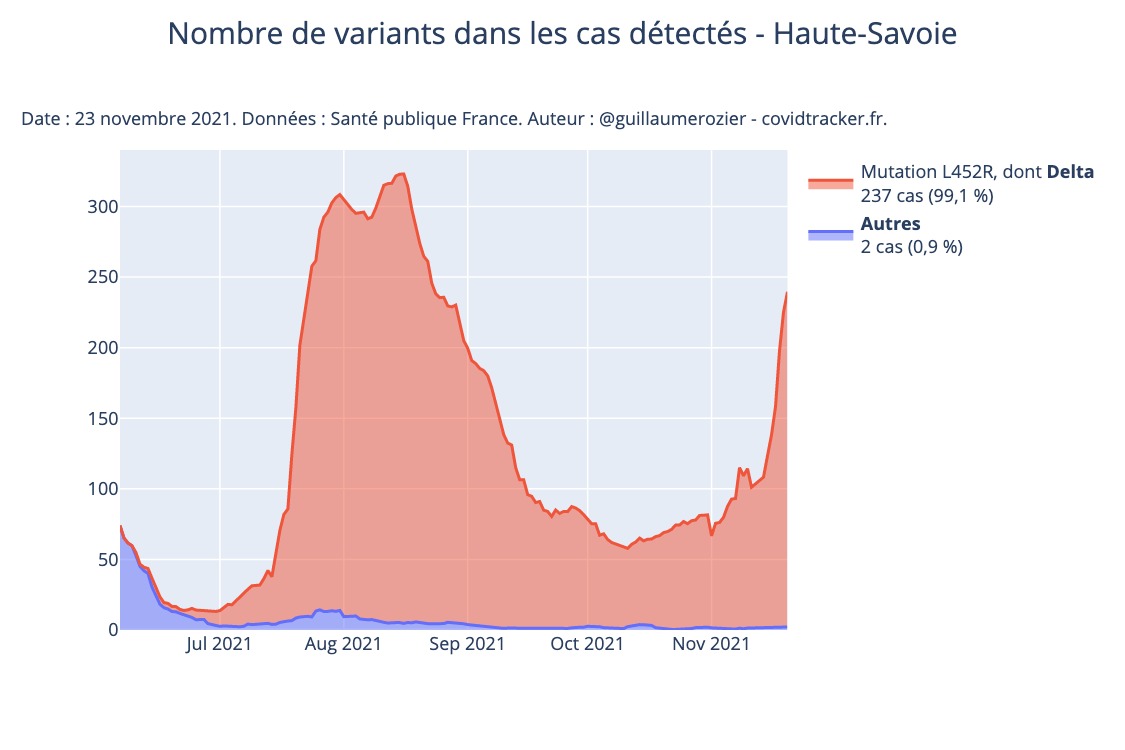 Nombre de variants dans les cas détectés - Haute-Savoie
Date : 23 novembre 2021. Données : Santé publique France. Auteur : @guillaumerozier - covidtracker.fr.
Mutation L452R, dont Delta
237 cas (99,1 %)
Autres
2 cas (0,9 %)
300
250
200
150
100
50
0
Jul 2021 Aug 2021 Sep 2021 Oct 2021 Nov 2021